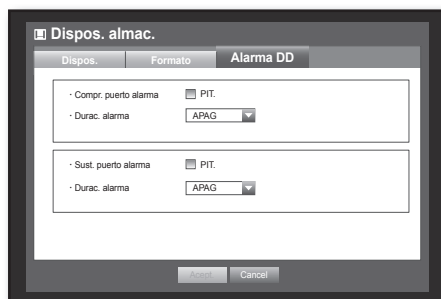 Dispos. almac.
Dispos. Formato Alarma DD
· Compr. puerto alarma PIT.
· Durac. alarma APAG
· Sust. puerto alarma PIT.
· Durac. alarma APAG
Acept. Cancel